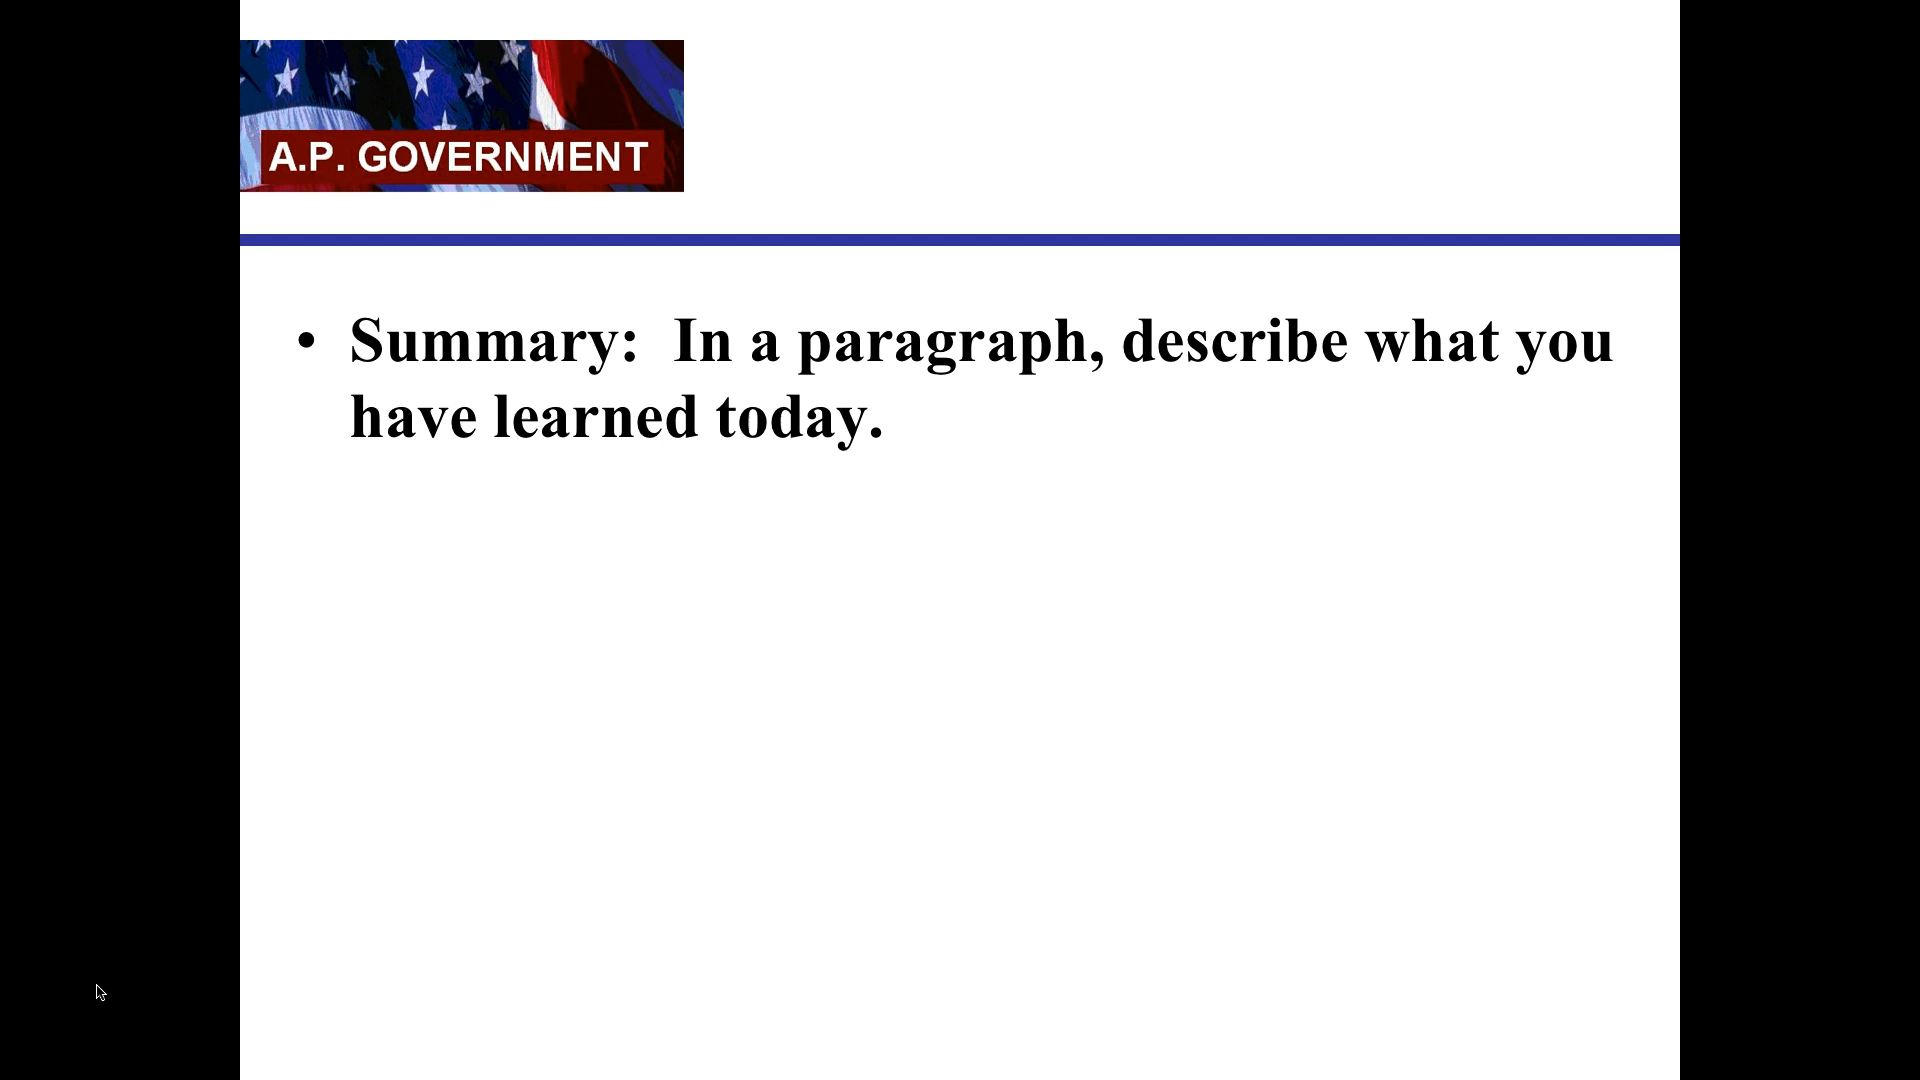 A.P. GOVERNMENT
• Summary:  In a paragraph, describe what you
have learned today.